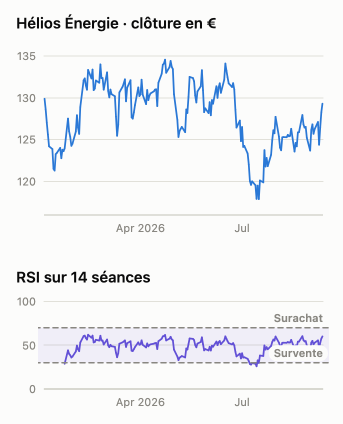 Hélios Énergie · clôture en €
135
130
125
120
Apr 2026
Jul
RSI sur 14 séances
100
Surachat
50
Survente
0
Apr 2026
Jul